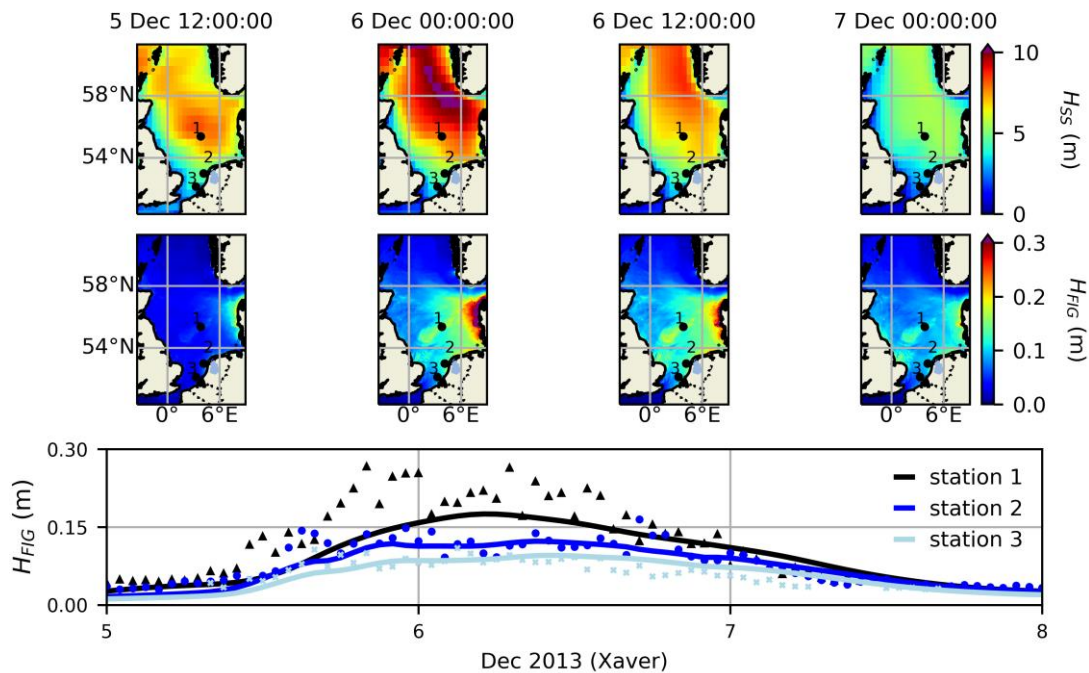 5 Dec 12:00:00 6 Dec 00:00:00 6 Dec 12:00:00 7 Dec 00:00:00
58°N
54°N
1 2 3
1 2 3
1 2 3
1 2 3
10
5
0
H_SS (m)
58°N
54°N
1 2 3
1 2 3
1 2 3
1 2 3
0.3
0.2
0.1
0.0
H_FIG (m)
0° 6°E 0° 6°E 0° 6°E 0° 6°E
0.30
0.15
0.00
H_FIG (m)
station 1
station 2
station 3
5 6 7 8
Dec 2013 (Xaver)